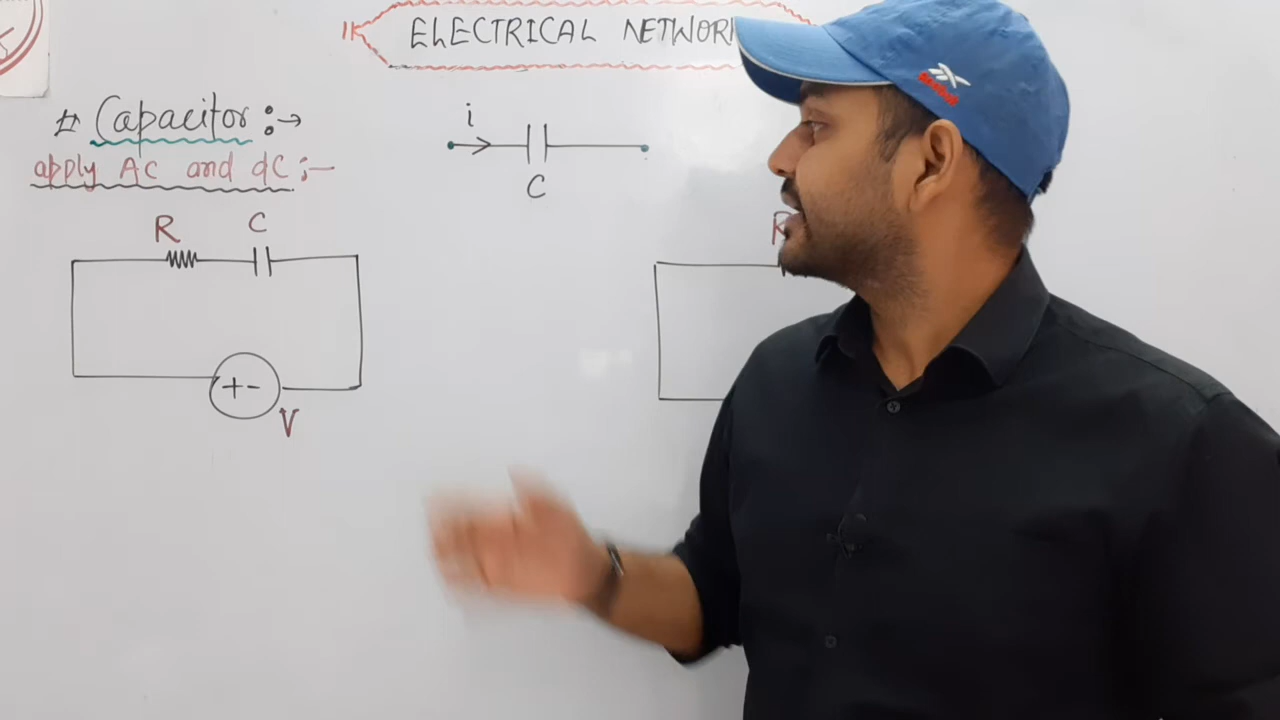 ELECTRICAL NETWOR
# Capacitor :→
i
apply AC and dC :-
C
R C
R
+ -
V